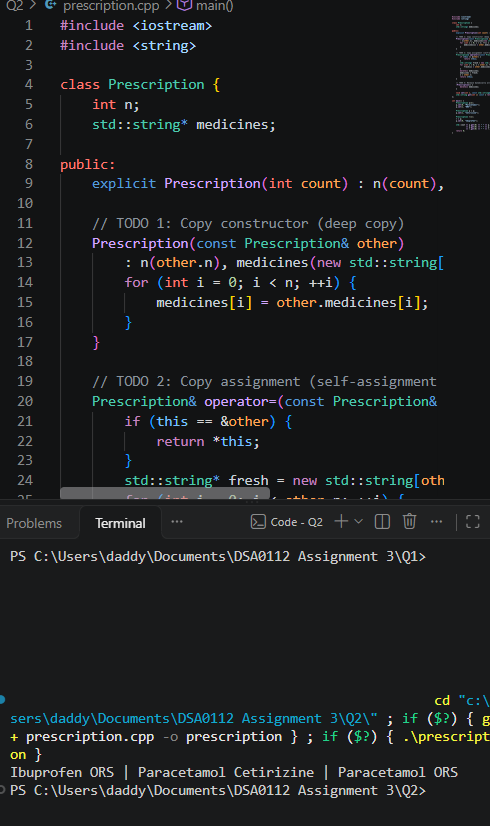 Q2 > prescription.cpp > main()
1 #include <iostream>
2 #include <string>
3
4 class Prescription {
5 int n;
6 std::string* medicines;
7
8 public:
9 explicit Prescription(int count) : n(count),
10
11 // TODO 1: Copy constructor (deep copy)
12 Prescription(const Prescription& other)
13 : n(other.n), medicines(new std::string[
14 for (int i = 0; i < n; ++i) {
15 medicines[i] = other.medicines[i];
16 }
17 }
18
19 // TODO 2: Copy assignment (self-assignment
20 Prescription& operator=(const Prescription&
21 if (this == &other) {
22 return *this;
23 }
24 std::string* fresh = new std::string[oth
25 for (int i = 0; i < other.n; ++i) {
Problems Terminal ··· Code - Q2 ···
PS C:\Users\daddy\Documents\DSA0112 Assignment 3\Q1>
cd "c:\
sers\daddy\Documents\DSA0112 Assignment 3\Q2\" ; if ($?) { g
+ prescription.cpp -o prescription } ; if ($?) { .\prescript
on }
Ibuprofen ORS | Paracetamol Cetirizine | Paracetamol ORS
PS C:\Users\daddy\Documents\DSA0112 Assignment 3\Q2>